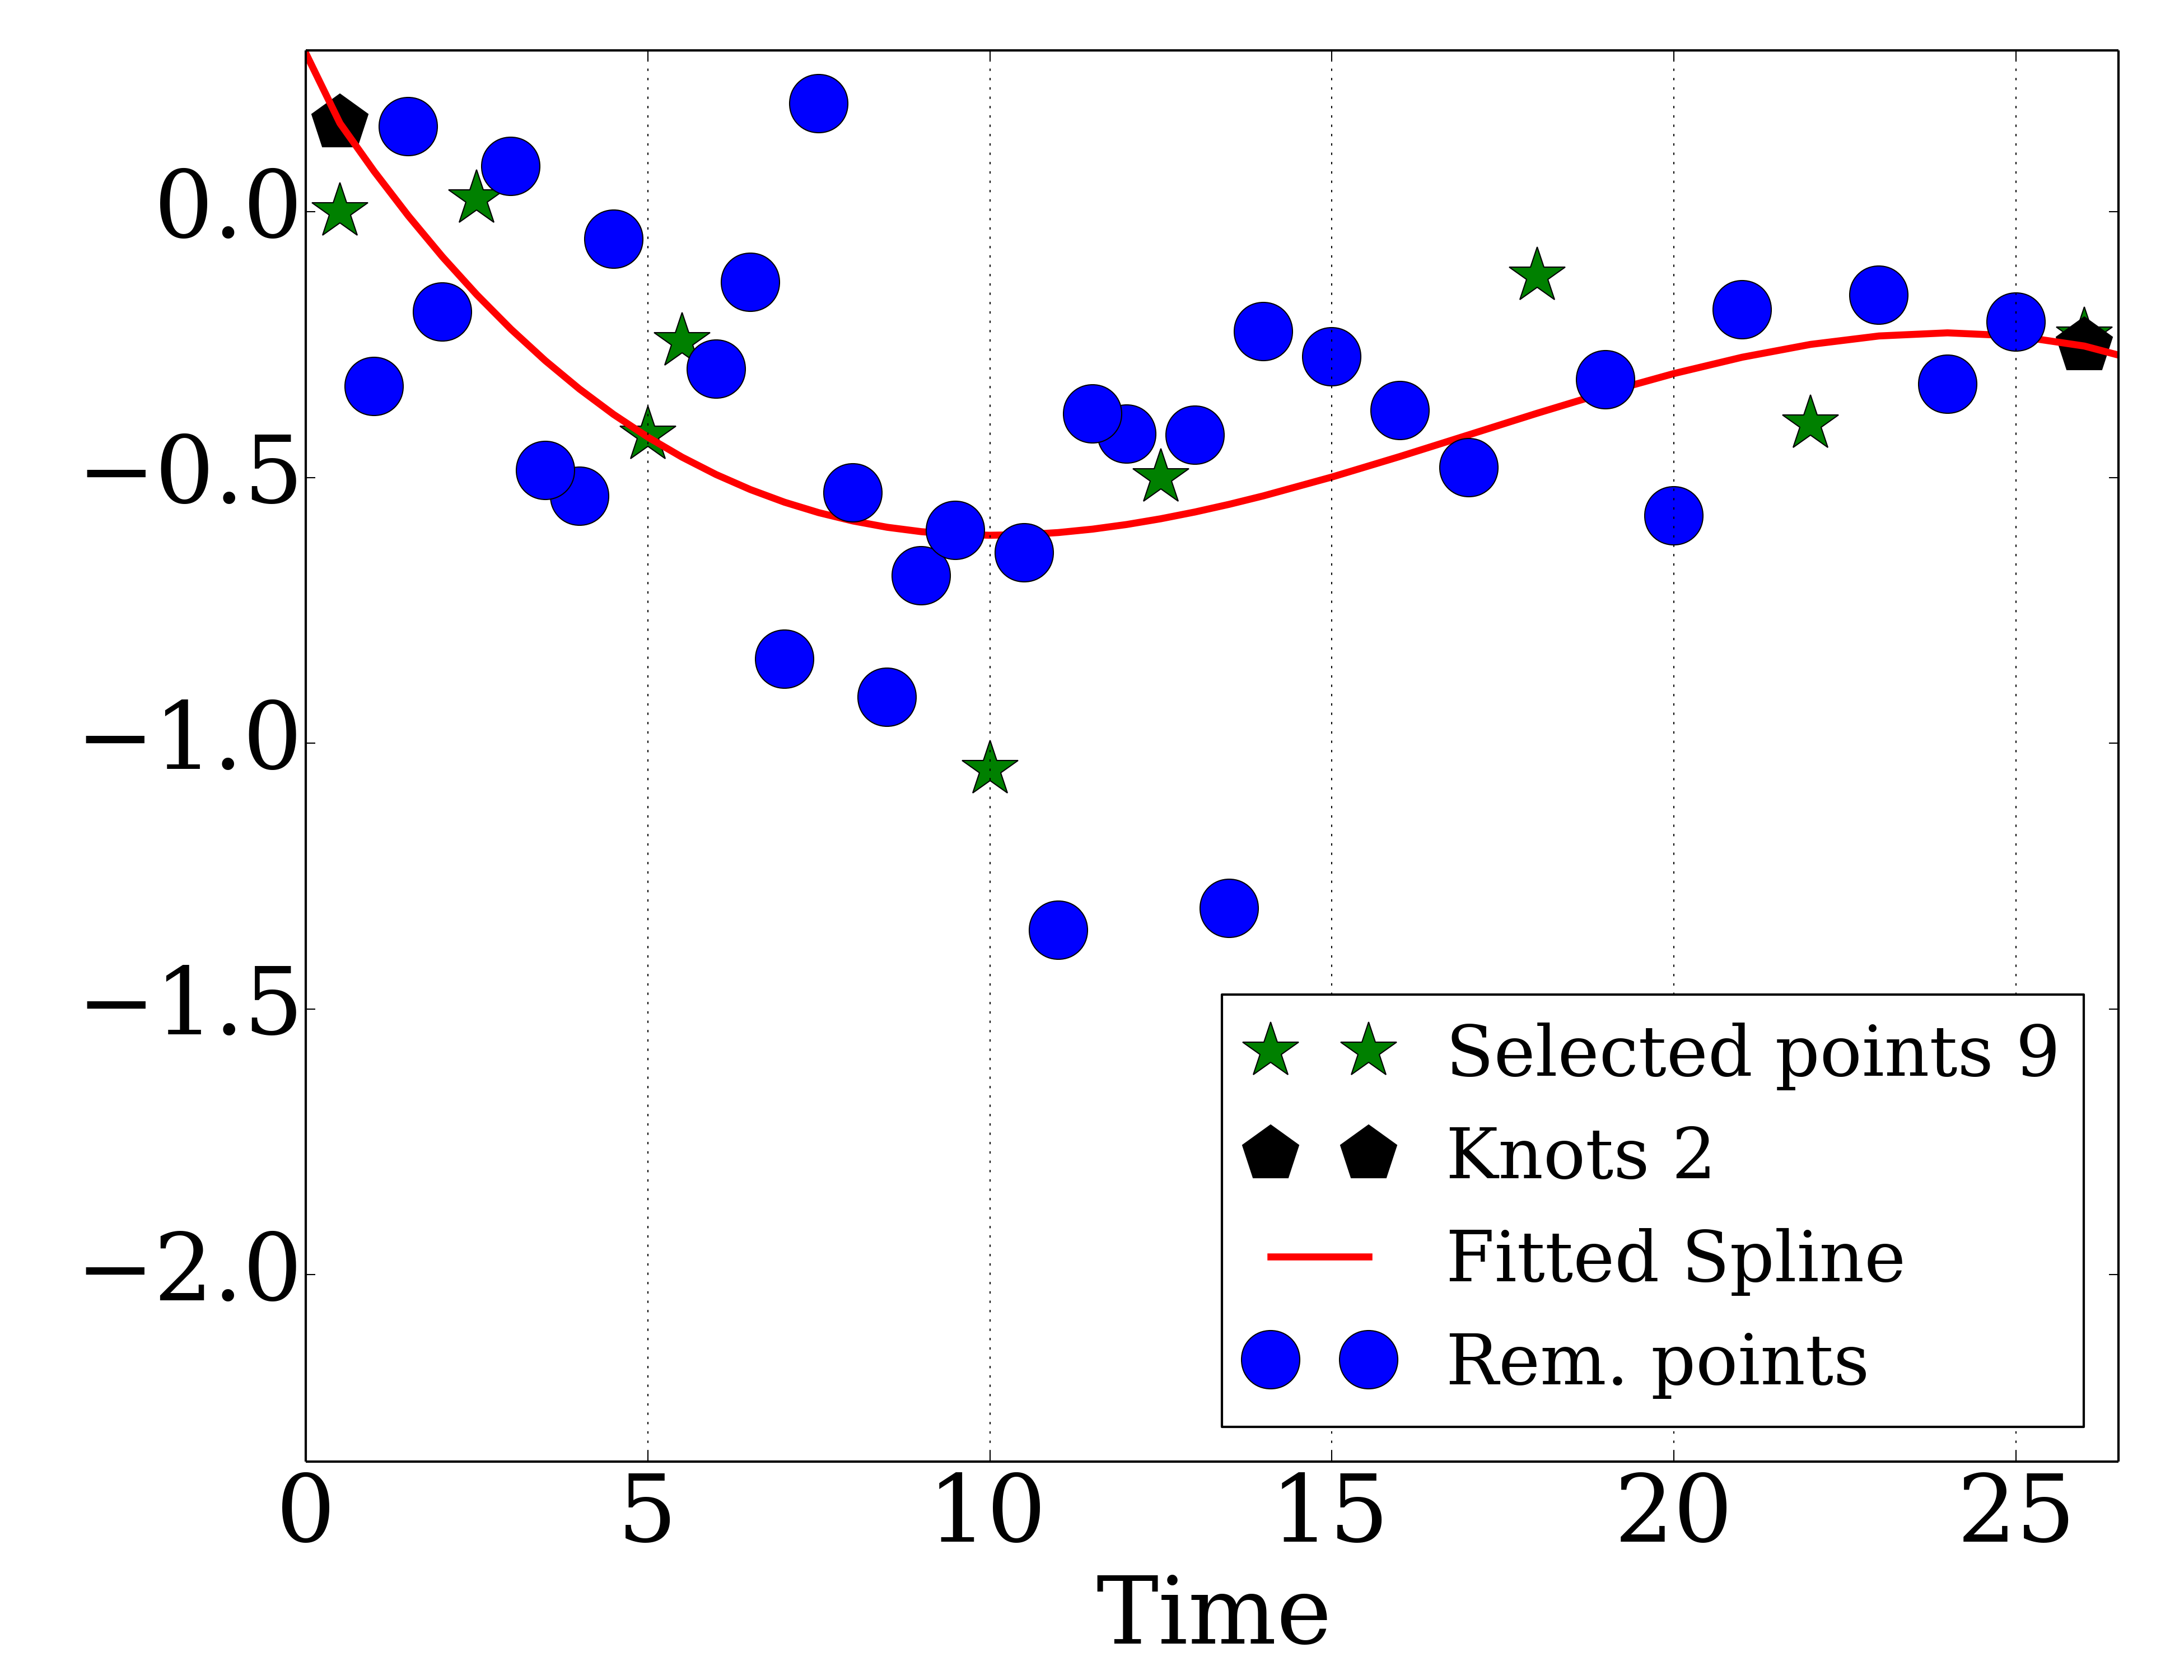 0.0
−0.5
−1.0
−1.5
−2.0
Selected points 9
Knots 2
Fitted Spline
Rem. points
0 5 10 15 20 25
Time